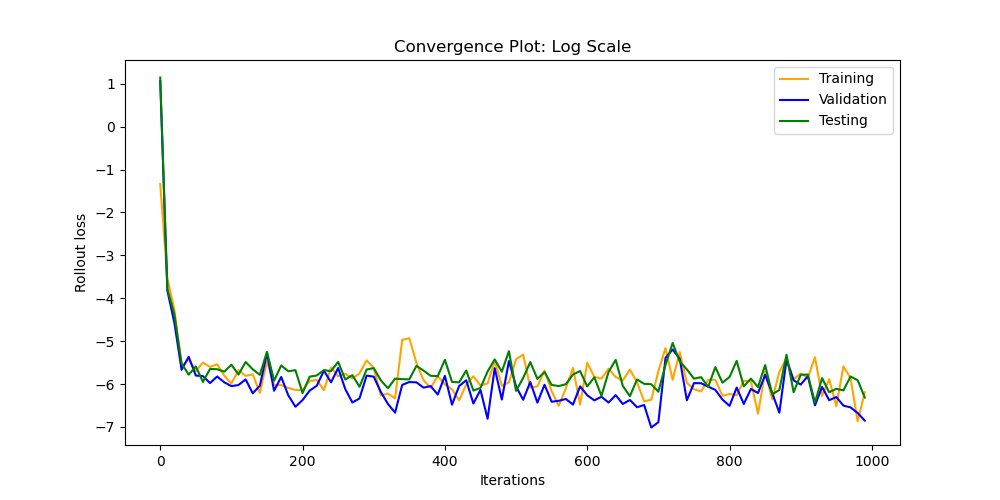 Convergence Plot: Log Scale
Training
Validation
Testing
Rollout loss
1
0
−1
−2
−3
−4
−5
−6
−7
0
200
400
600
800
1000
Iterations